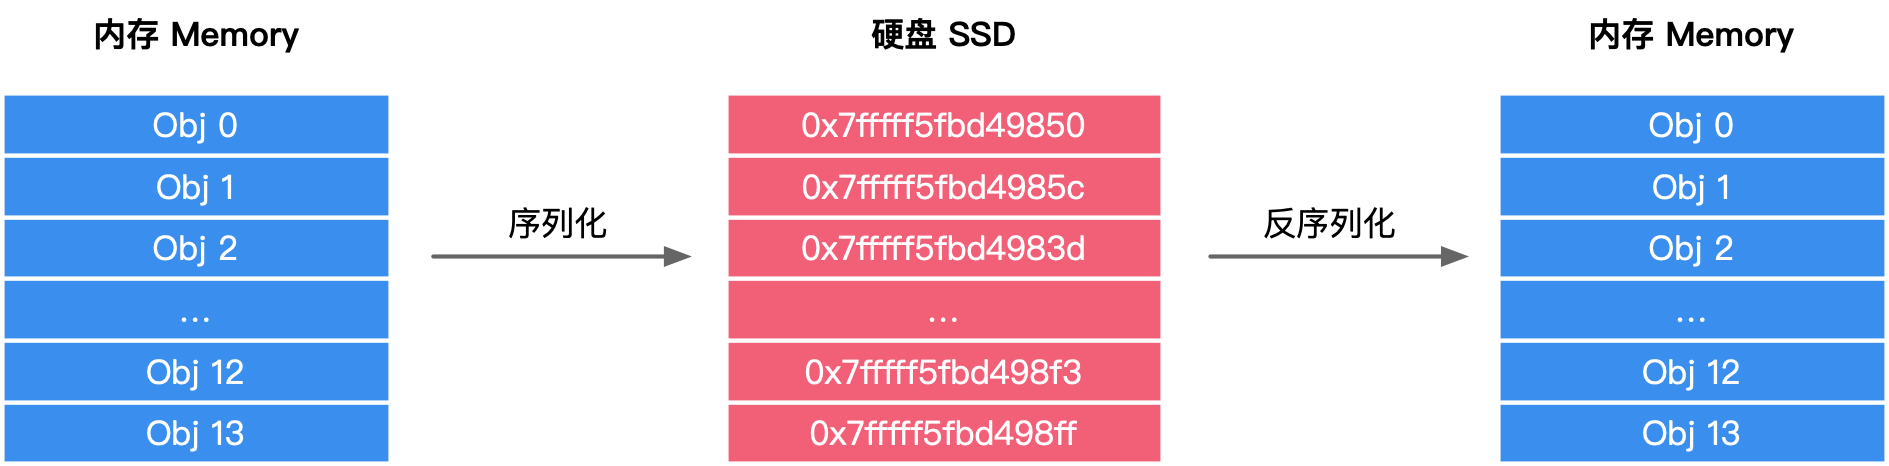 内存 Memory
Obj 0
Obj 1
Obj 2
...
Obj 12
Obj 13
序列化
硬盘 SSD
0x7fffff5fbd49850
0x7fffff5fbd4985c
0x7fffff5fbd4983d
...
0x7fffff5fbd498f3
0x7fffff5fbd498ff
反序列化
内存 Memory
Obj 0
Obj 1
Obj 2
...
Obj 12
Obj 13